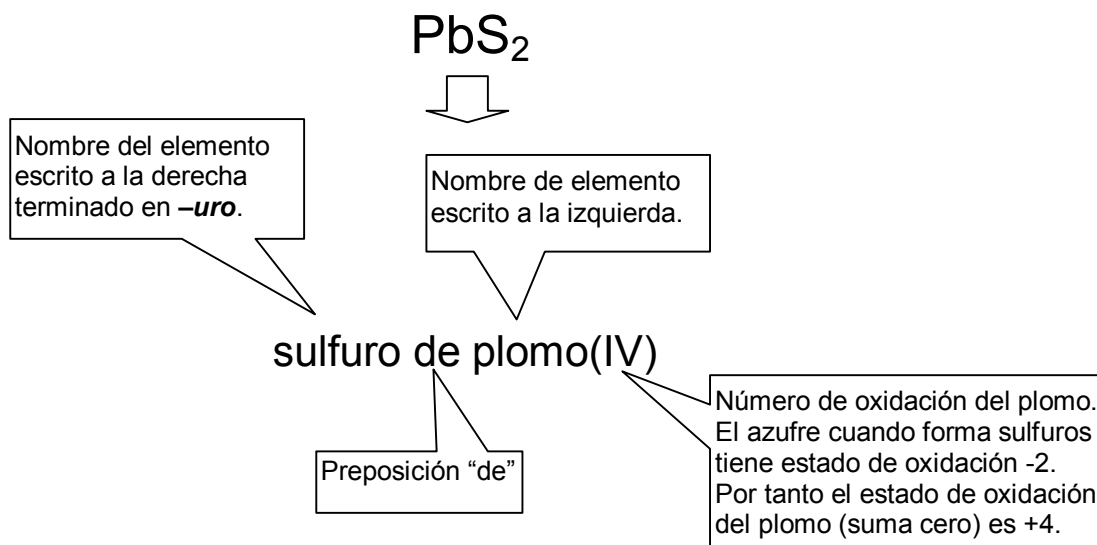 PbS₂
Nombre del elemento
escrito a la derecha
terminado en –uro.
Nombre de elemento
escrito a la izquierda.
sulfuro de plomo(IV)
Preposición “de”
Número de oxidación del plomo.
El azufre cuando forma sulfuros
tiene estado de oxidación -2.
Por tanto el estado de oxidación
del plomo (suma cero) es +4.